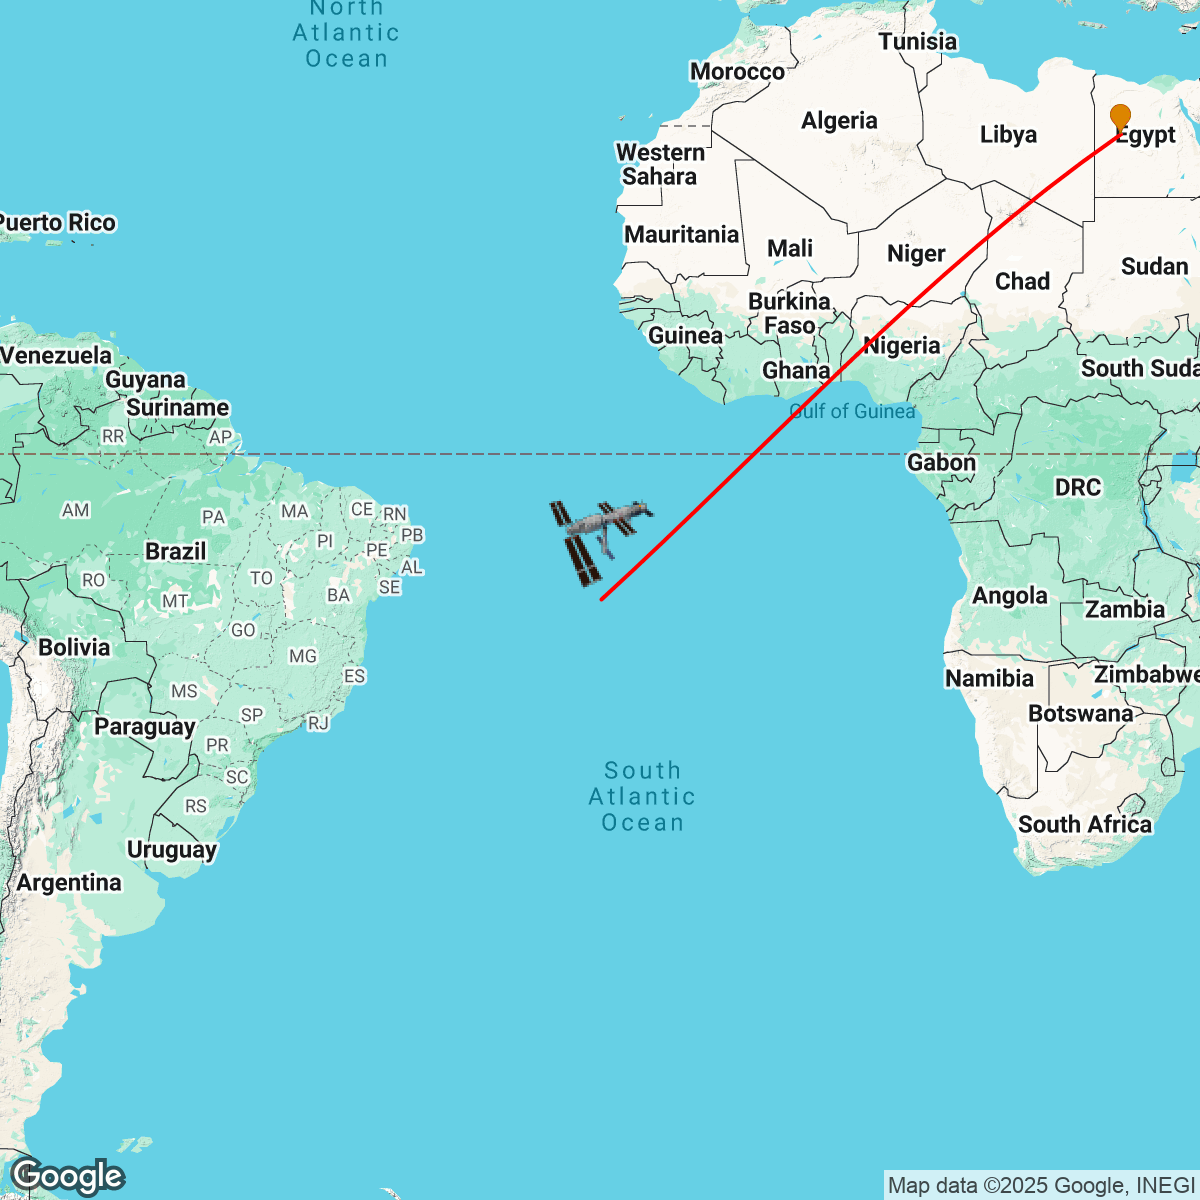 North
Atlantic
Ocean
Tunisia
Morocco
Algeria
Libya
Egypt
Western
Sahara
Puerto Rico
Mauritania
Mali
Niger
Chad
Sudan
Burkina
Faso
Guinea
Nigeria
Ghana
South Suda
Venezuela
Guyana
Suriname
Gulf of Guinea
RR
AP
Gabon
DRC
AM
PA
MA
CE
RN
PI
PB
Brazil
PE
AL
RO
TO
SE
MT
BA
Angola
Zambia
GO
Bolivia
MG
ES
Namibia
Zimbabwe
MS
SP
RJ
Botswana
Paraguay
PR
SC
South
Atlantic
Ocean
RS
South Africa
Uruguay
Argentina
Google
Map data ©2025 Google, INEGI